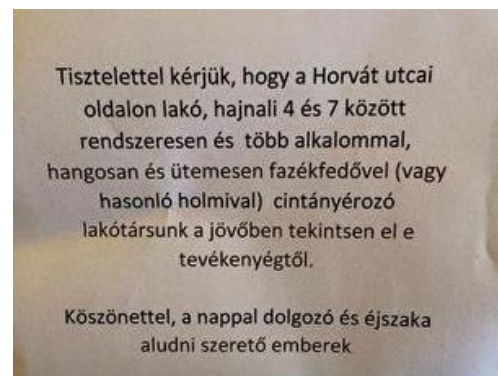 Tisztelettel kérjük, hogy a Horvát utcai
oldalon lakó, hajnali 4 és 7 között
rendszeresen és több alkalommal,
hangosan és ütemesen fazékfedővel (vagy
hasonló holmival) cintányérozó
lakótársunk a jövőben tekintsen el e
tevékenyégtől.
Köszönettel, a nappal dolgozó és éjszaka
aludni szerető emberek